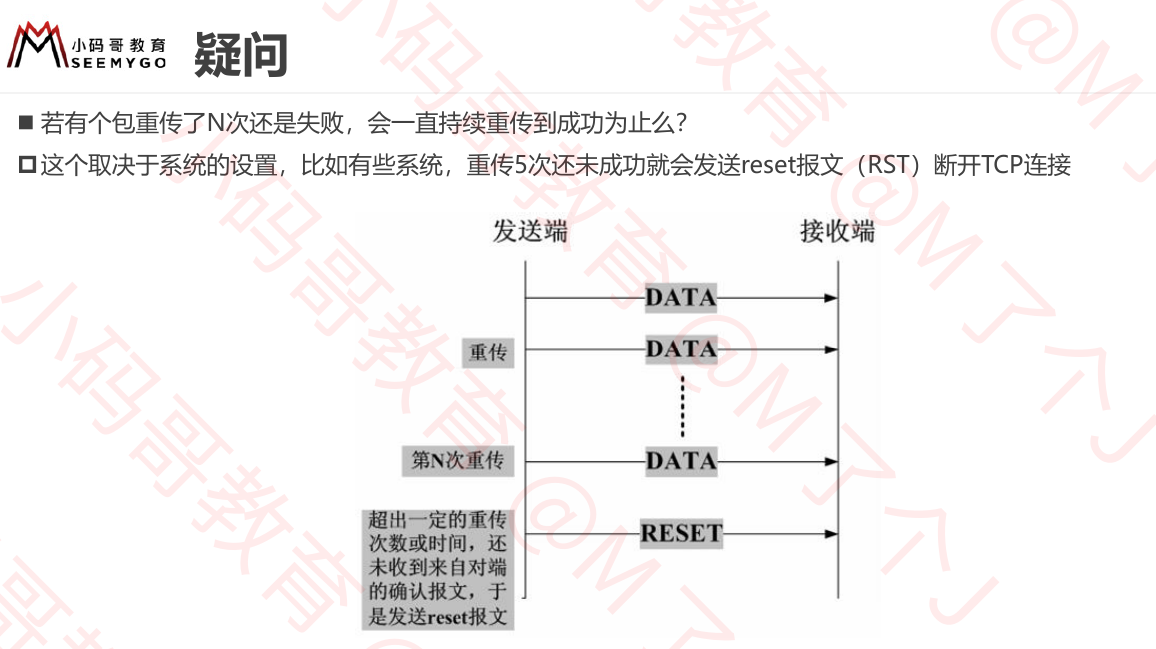 小码哥教育
SEEMYGO
疑问
若有个包重传了N次还是失败，会一直持续重传到成功为止么？
这个取决于系统的设置，比如有些系统，重传5次还未成功就会发送reset报文（RST）断开TCP连接
发送端
接收端
DATA
重传
DATA
第N次重传
DATA
超出一定的重传
次数或时间，还
未收到来自对端
的确认报文，于
是发送reset报文
RESET
小码哥教育 @M了个J